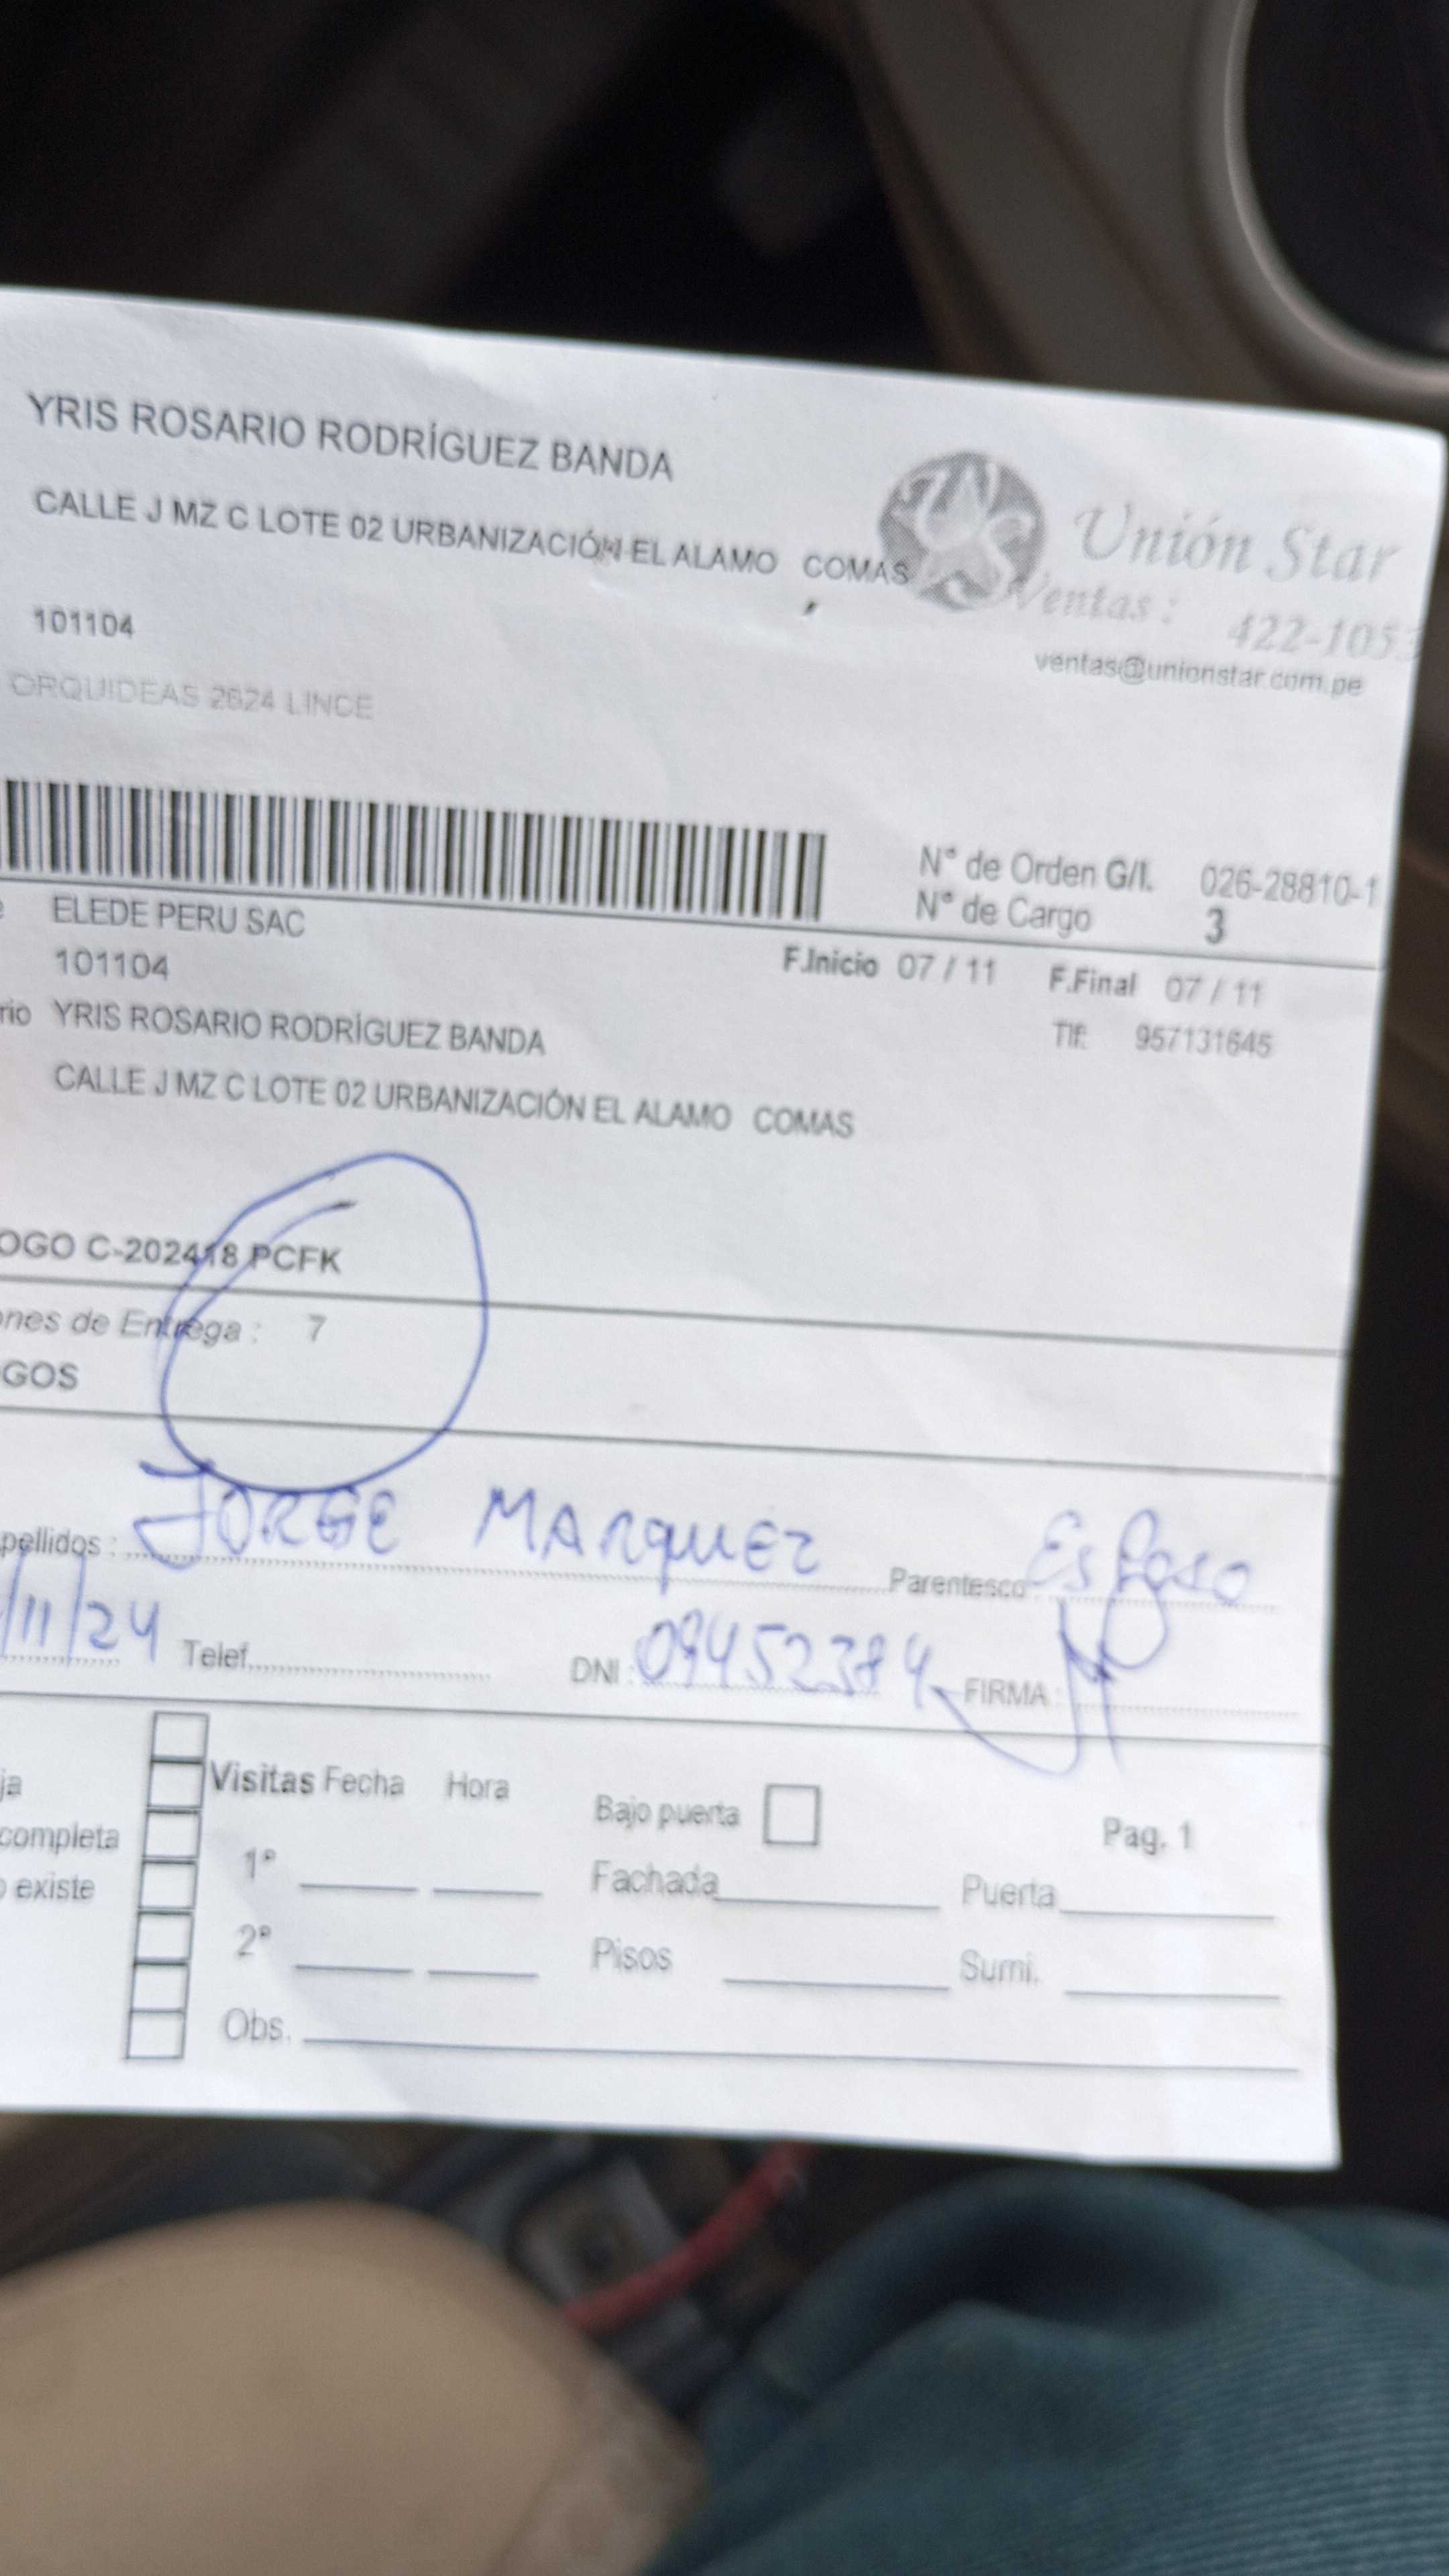 YRIS ROSARIO RODRÍGUEZ BANDA
CALLE J MZ C LOTE 02 URBANIZACIÓN EL ALAMO COMAS
Unión Star
Ventas : 422-1053
ventas@unionstar.com.pe
101104
ORQUIDEAS 2624 LINCE
N° de Orden G/I. 026-28810-1
N° de Cargo 3
ELEDE PERU SAC
101104
F.Inicio 07 / 11 F.Final 07 / 11
rio YRIS ROSARIO RODRÍGUEZ BANDA
Tlf: 957131645
CALLE J MZ C LOTE 02 URBANIZACIÓN EL ALAMO COMAS
OGO C-202418 PCFK
nes de Entrega : 7
GOS
pellidos : JORGE MARQUEZ Parentesco : Esposo
/11/24 Telef. DNI : 09452384 FIRMA :
ja
completa
existe
Visitas Fecha Hora
1°
2°
Obs.
Bajo puerta
Pag. 1
Fachada Puerta
Pisos Sumi.